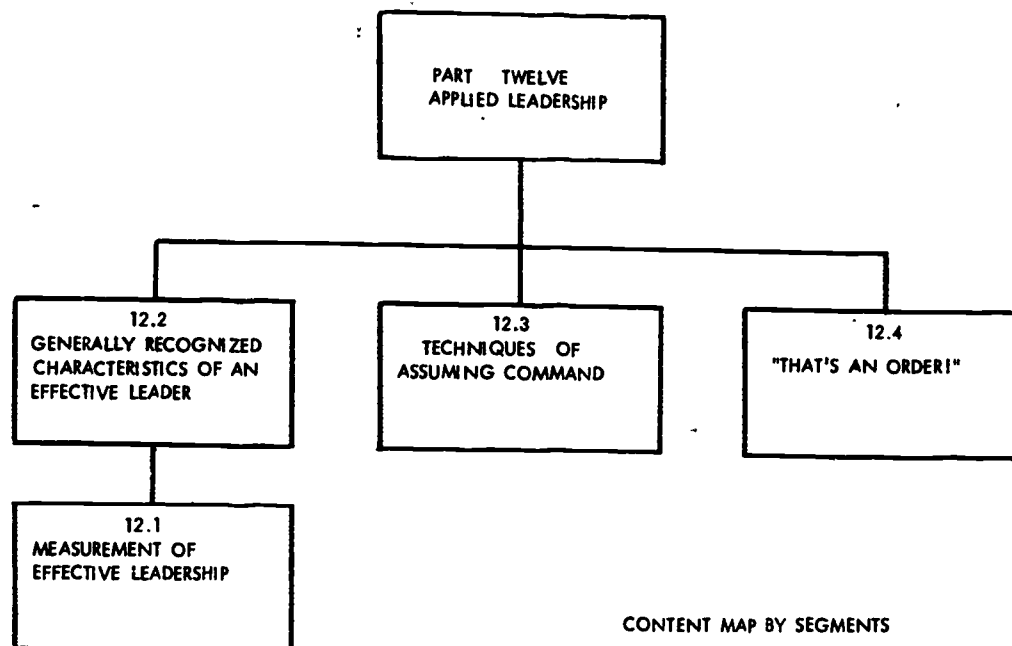 PART TWELVE
APPLIED LEADERSHIP
12.2
GENERALLY RECOGNIZED
CHARACTERISTICS OF AN
EFFECTIVE LEADER
12.3
TECHNIQUES OF
ASSUMING COMMAND
12.4
"THAT'S AN ORDER!"
12.1
MEASUREMENT OF
EFFECTIVE LEADERSHIP
CONTENT MAP BY SEGMENTS